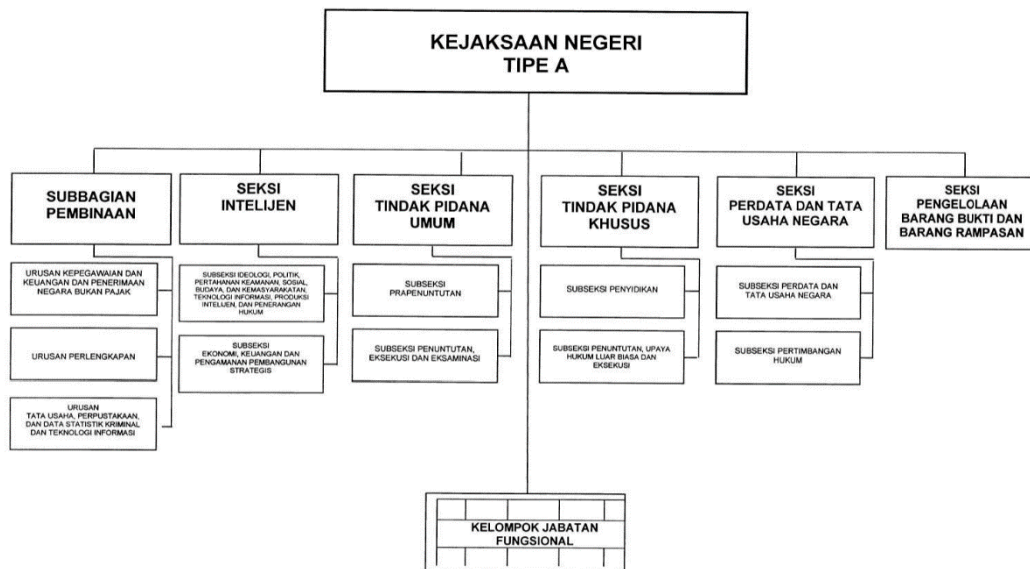 KEJAKSAAN NEGERI
TIPE A
SUBBAGIAN
PEMBINAAN
URUSAN KEPEGAWAIAN DAN
KEUANGAN DAN PENERIMAAN
NEGARA BUKAN PAJAK
URUSAN PERLENGKAPAN
URUSAN
TATA USAHA, PERPUSTAKAAN,
DAN DATA STATISTIK KRIMINAL
DAN TEKNOLOGI INFORMASI
SEKSI
INTELIJEN
SUBSEKSI IDEOLOGI, POLITIK,
PERTAHANAN KEAMANAN, SOSIAL,
BUDAYA, DAN KEMASYARAKATAN,
TEKNOLOGI INFORMASI, PRODUKSI
INTELIJEN, DAN PENERANGAN
HUKUM
SUBSEKSI
EKONOMI, KEUANGAN DAN
PENGAMANAN PEMBANGUNAN
STRATEGIS
SEKSI
TINDAK PIDANA
UMUM
SUBSEKSI
PRAPENUNTUTAN
SUBSEKSI PENUNTUTAN,
EKSEKUSI DAN EKSAMINASI
SEKSI
TINDAK PIDANA
KHUSUS
SUBSEKSI PENYIDIKAN
SUBSEKSI PENUNTUTAN, UPAYA
HUKUM LUAR BIASA DAN
EKSEKUSI
SEKSI
PERDATA DAN TATA
USAHA NEGARA
SUBSEKSI PERDATA DAN
TATA USAHA NEGARA
SUBSEKSI PERTIMBANGAN
HUKUM
SEKSI
PENGELOLAAN
BARANG BUKTI DAN
BARANG RAMPASAN
KELOMPOK JABATAN
FUNGSIONAL